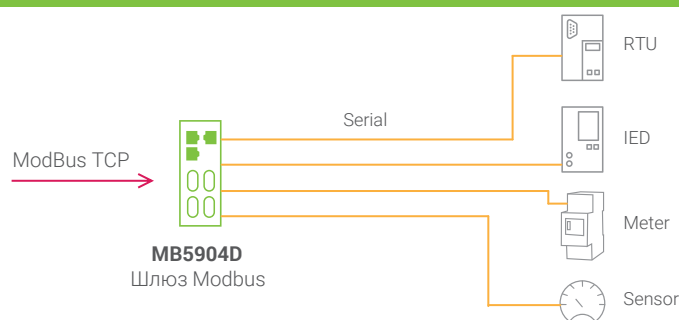 RTU
Serial
IED
ModBus TCP
MB5904D
Шлюз Modbus
Meter
Sensor